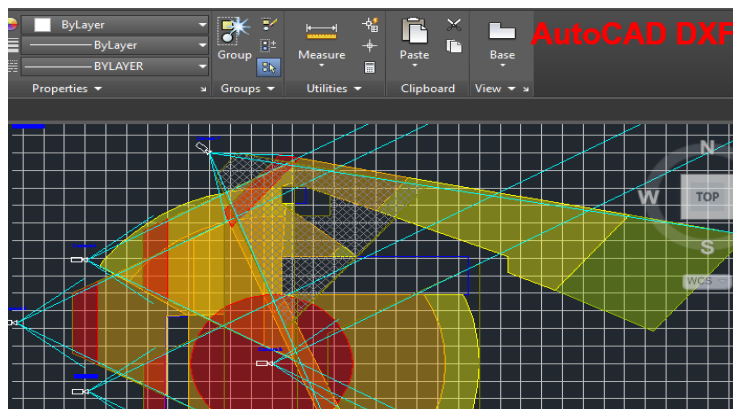 ByLayer
ByLayer
BYLAYER
Properties
Group
Groups
Measure
Utilities
Paste
Clipboard
Base
View
AutoCAD DXF
N
W
TOP
S
WCS